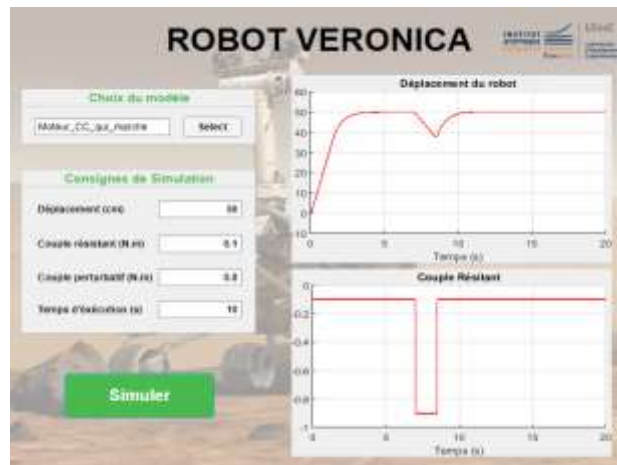 ROBOT VERONICA
Choix du modèle
Moteur_CC_qui_marche
Select
Consignes de Simulation
Déplacement (cm)
50
Couple résistant (N.m)
0.1
Couple perturbatif (N.m)
0.8
Temps d'éxécution (s)
10
Simuler
Déplacement du robot
60
50
40
30
20
10
0
-10
0
5
10
15
20
Temps (s)
Couple Résitant
0
-0.2
-0.4
-0.6
-0.8
-1
0
5
10
15
20
Temps (s)